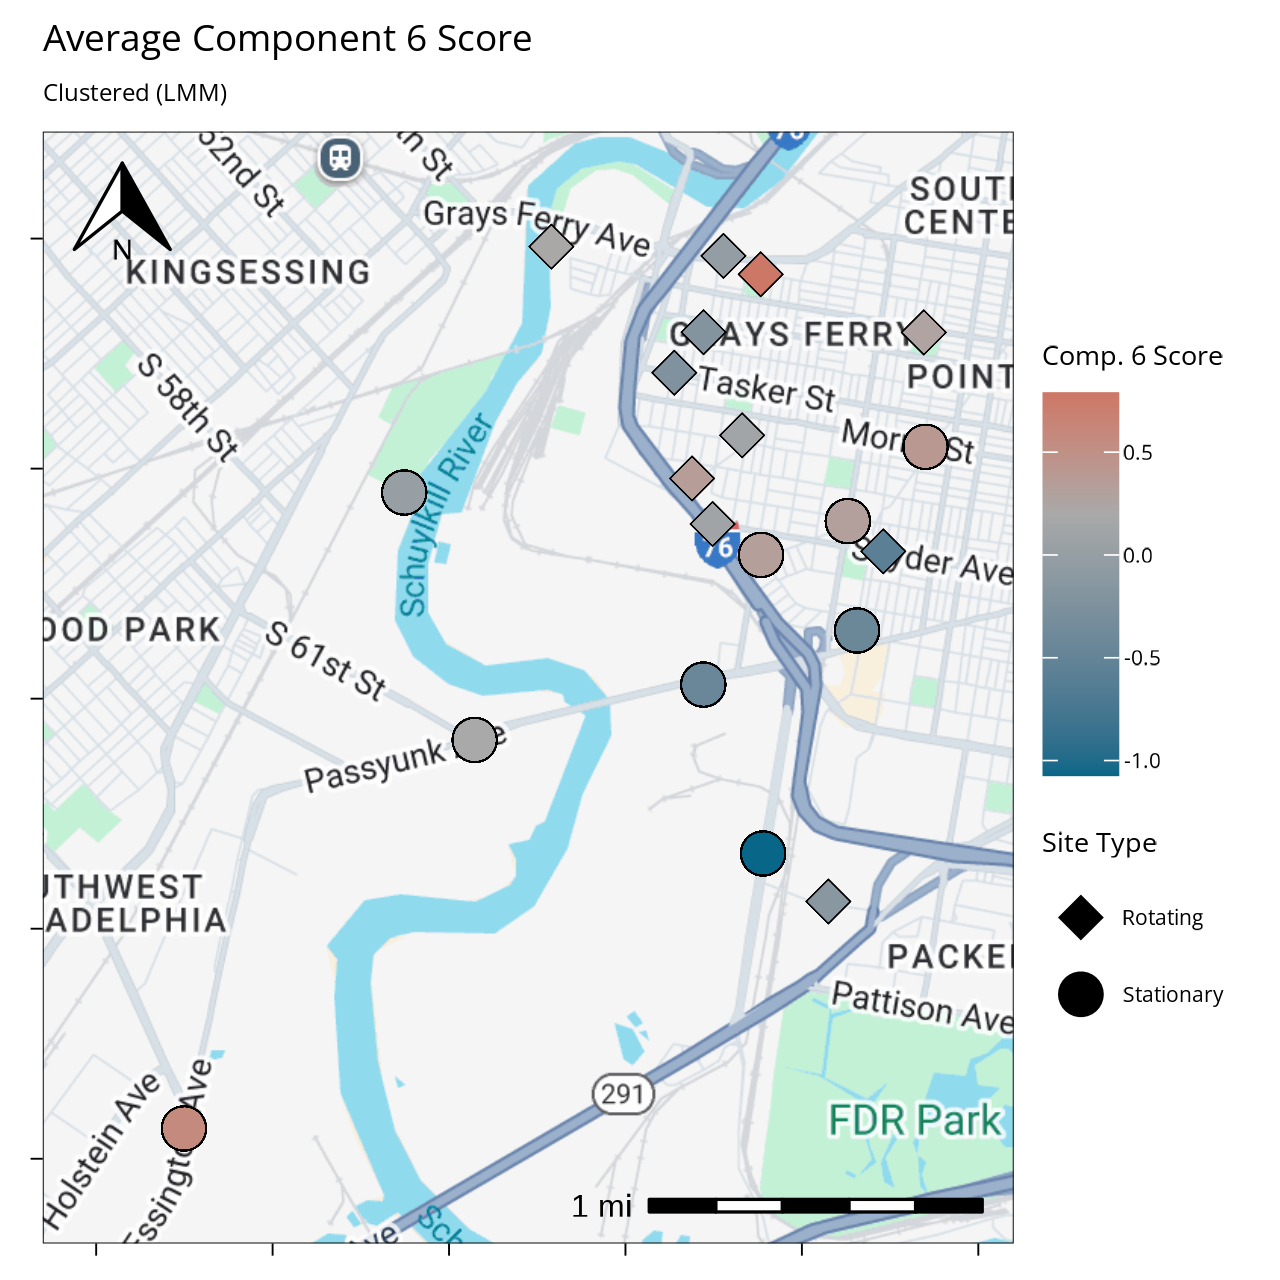 Average Component 6 Score
Clustered (LMM)
52nd St
th St
76
SOUTH
CENTE
Grays Ferry Ave
N
KINGSESSING
GRAYS FERRY
POINT
Comp. 6 Score
S 58th St
Tasker St
Morris St
0.5
Schuylkill River
76
Snyder Ave
0.0
OOD PARK
S 61st St
-0.5
Passyunk Ave
-1.0
Site Type
UTHWEST
ADELPHIA
Rotating
PACKE
Pattison Ave
Stationary
Holstein Ave
Essington Ave
291
FDR Park
1 mi
Ave
Sch